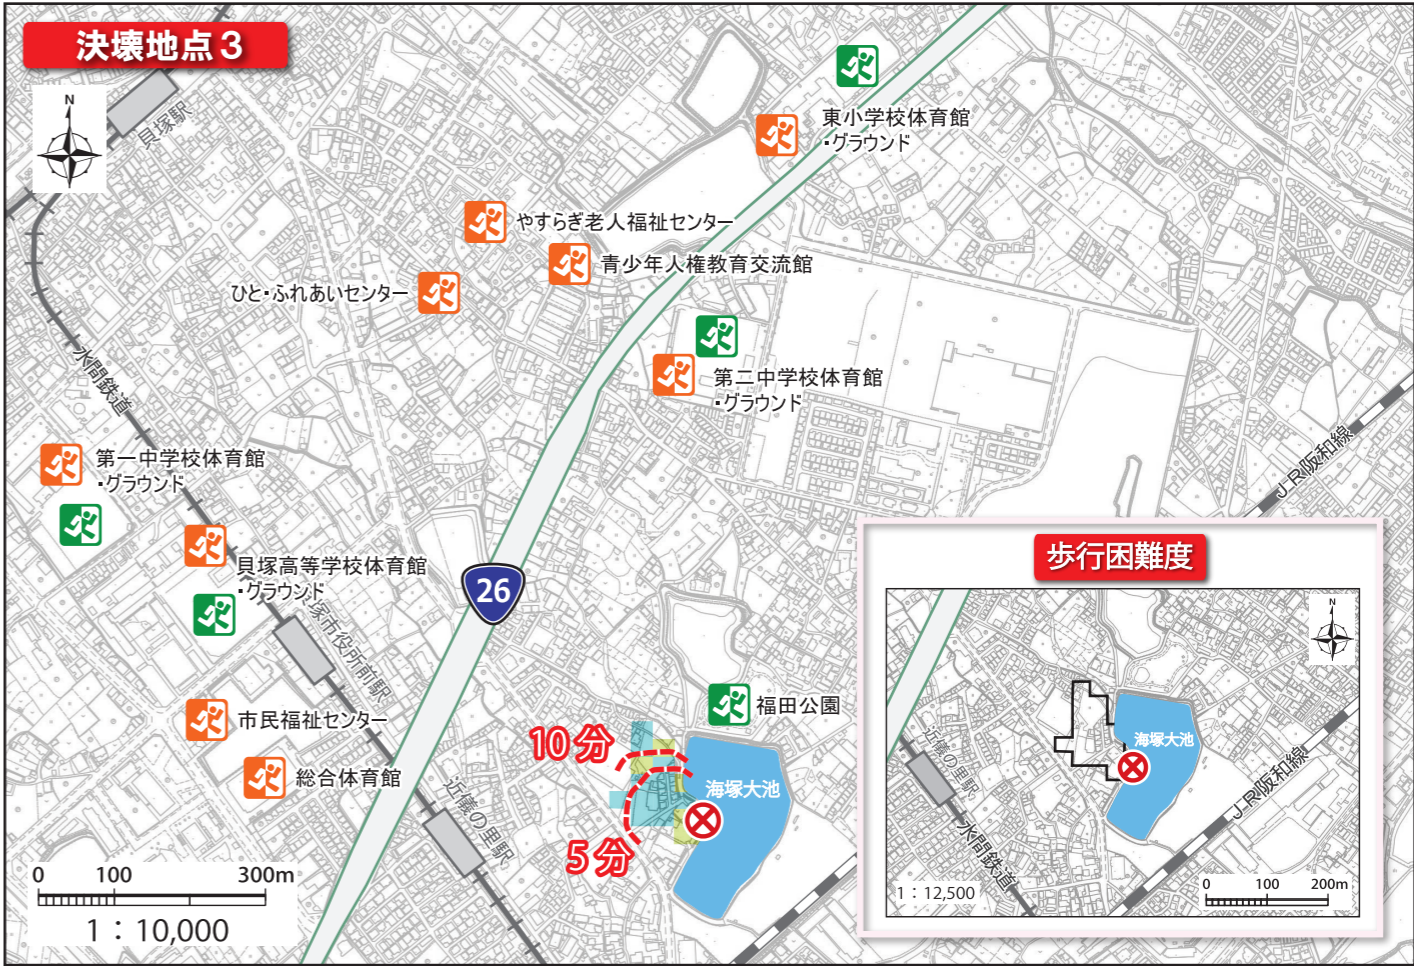 決壊地点3
N
貝塚駅
東小学校体育館
・グラウンド
やすらぎ老人福祉センター
青少年人権教育交流館
ひと・ふれあいセンター
水間鉄道
第二中学校体育館
・グラウンド
第一中学校体育館
・グラウンド
JR阪和線
貝塚高等学校体育館
・グラウンド
貝塚市役所前駅
26
市民福祉センター
総合体育館
近義の里駅
福田公園
10分
5分
海塚大池
0 100 300m
1：10,000
歩行困難度
N
海塚大池
近義の里駅
水間鉄道
JR阪和線
1：12,500
0 100 200m